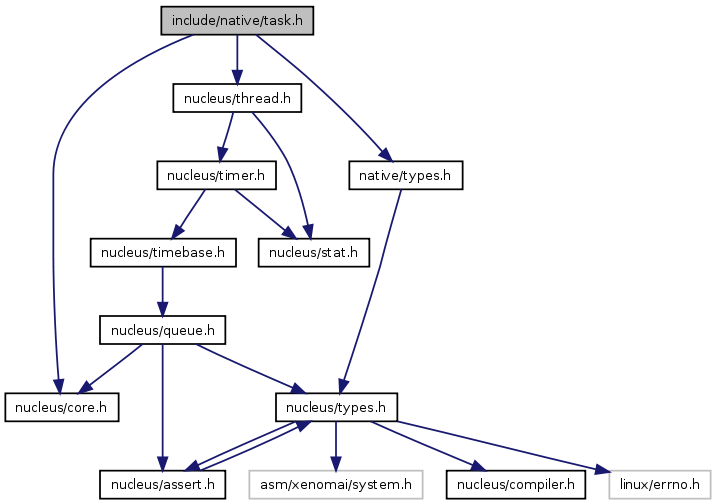 include/native/task.h
nucleus/thread.h
nucleus/timer.h
native/types.h
nucleus/timebase.h
nucleus/stat.h
nucleus/queue.h
nucleus/core.h
nucleus/types.h
nucleus/assert.h
asm/xenomai/system.h
nucleus/compiler.h
linux/errno.h